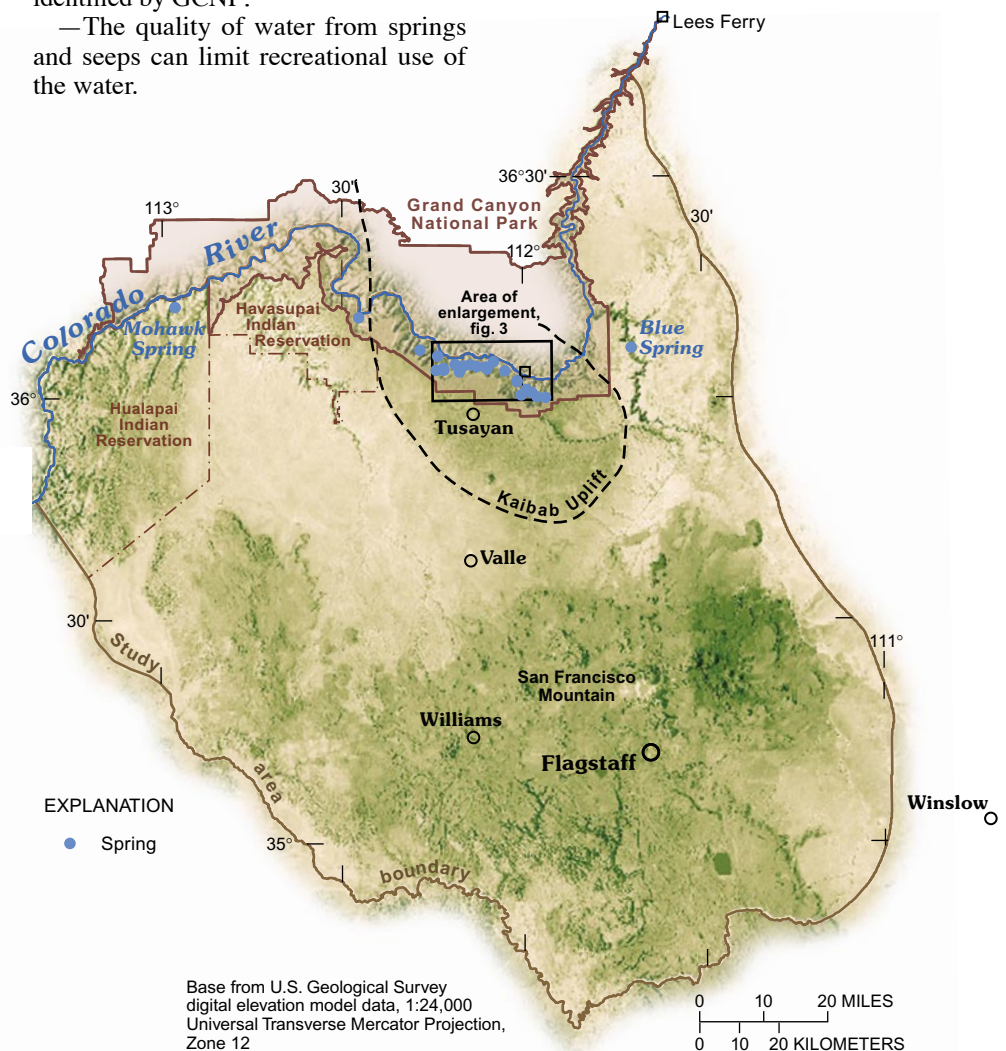 identified by GCNP.
—The quality of water from springs
and seeps can limit recreational use of
the water.
Lees Ferry
36°30'
30'
113°
30'
Grand Canyon
National Park
112°
Colorado River
Mohawk
Spring
Havasupai
Indian
Reservation
Area of
enlargement,
fig. 3
Blue
Spring
36°
Hualapai
Indian
Reservation
Tusayan
Kaibab Uplift
Valle
30'
111°
Study area boundary
San Francisco
Mountain
Williams
Flagstaff
Winslow
EXPLANATION
Spring
35°
Base from U.S. Geological Survey
digital elevation model data, 1:24,000
Universal Transverse Mercator Projection,
Zone 12
0 10 20 MILES
0 10 20 KILOMETERS